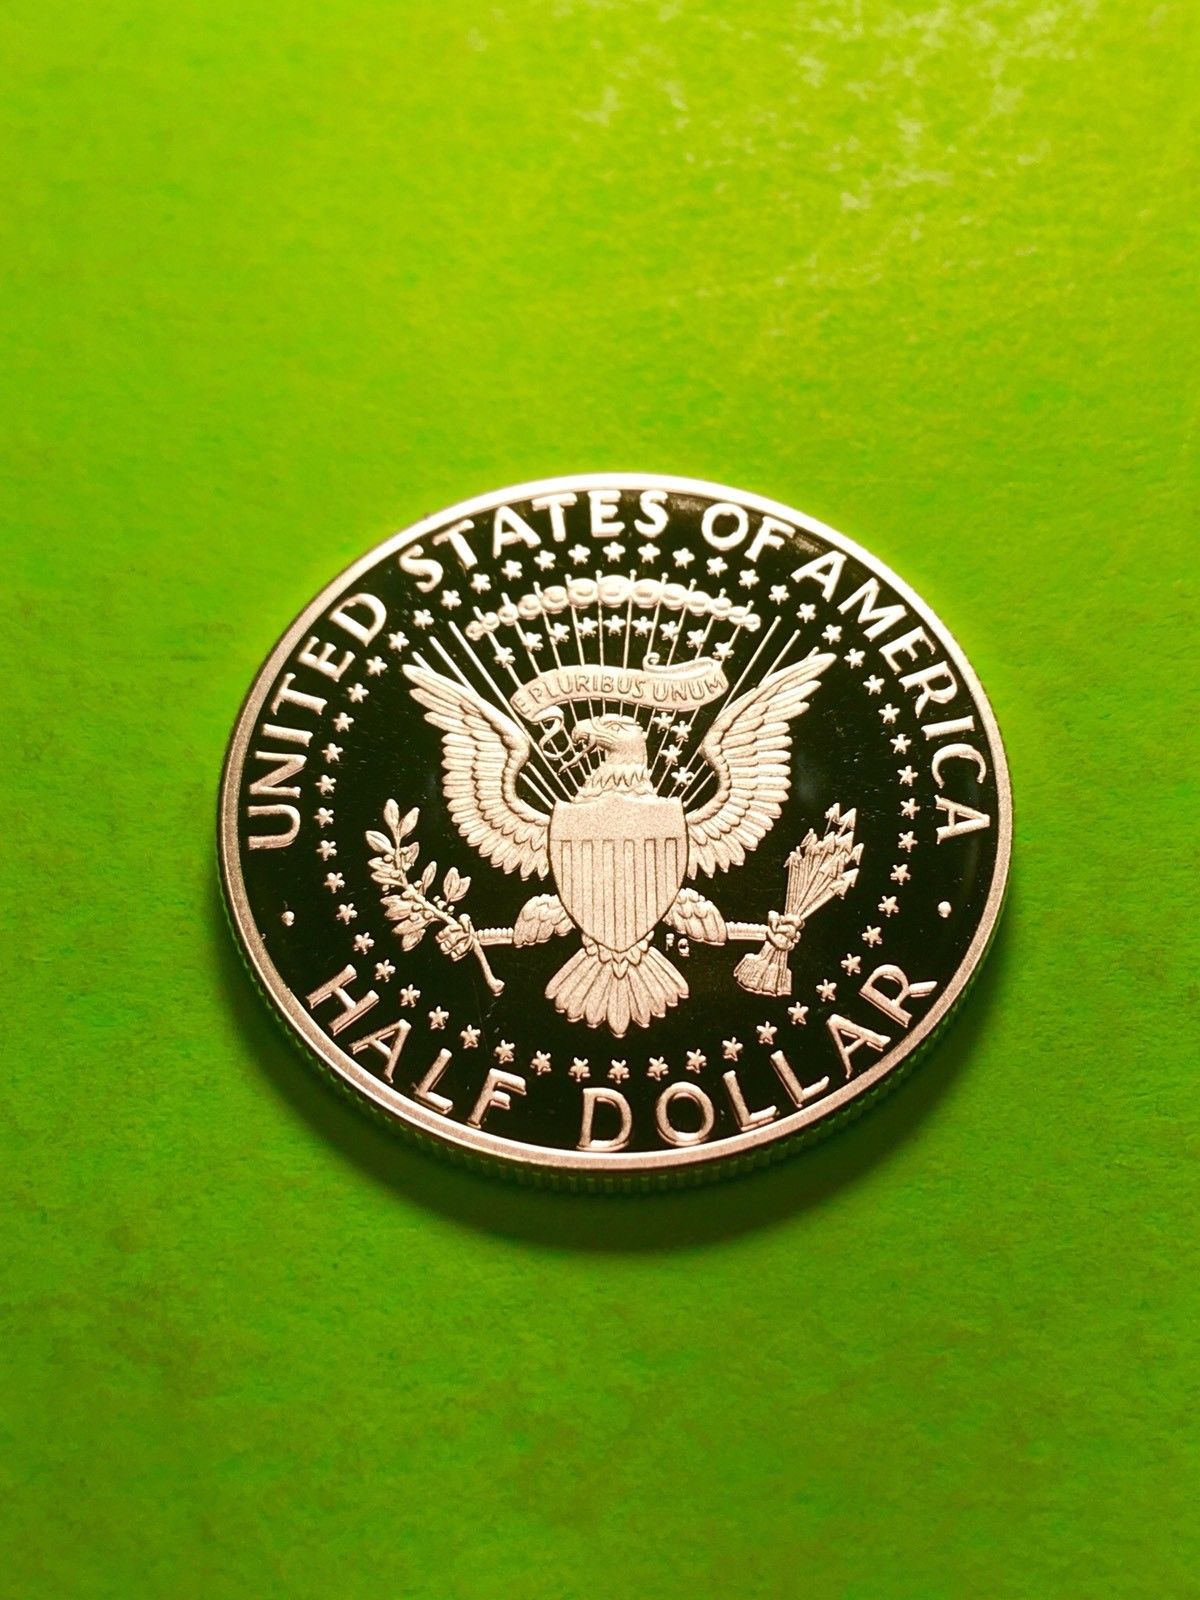 UNITED STATES OF AMERICA
E PLURIBUS UNUM
FG
HALF DOLLAR